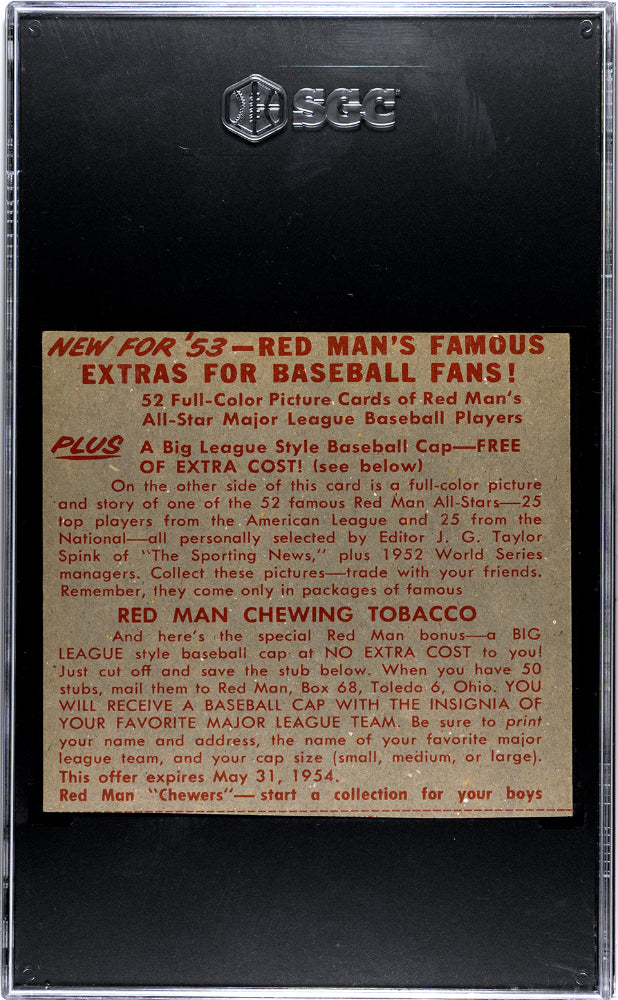 SGC
NEW FOR '53—RED MAN'S FAMOUS
EXTRAS FOR BASEBALL FANS!
52 Full-Color Picture Cards of Red Man's
All-Star Major League Baseball Players
PLUS A Big League Style Baseball Cap—FREE
OF EXTRA COST! (see below)
On the other side of this card is a full-color picture
and story of one of the 52 famous Red Man All-Stars—25
top players from the American League and 25 from the
National—all personally selected by Editor J. G. Taylor
Spink of "The Sporting News," plus 1952 World Series
managers. Collect these pictures—trade with your friends.
Remember, they come only in packages of famous
RED MAN CHEWING TOBACCO
And here's the special Red Man bonus—a BIG
LEAGUE style baseball cap at NO EXTRA COST to you!
Just cut off and save the stub below. When you have 50
stubs, mail them to Red Man, Box 68, Toledo 6, Ohio. YOU
WILL RECEIVE A BASEBALL CAP WITH THE INSIGNIA OF
YOUR FAVORITE MAJOR LEAGUE TEAM. Be sure to print
your name and address, the name of your favorite major
league team, and your cap size (small, medium, or large).
This offer expires May 31, 1954.
Red Man "Chewers"—start a collection for your boys